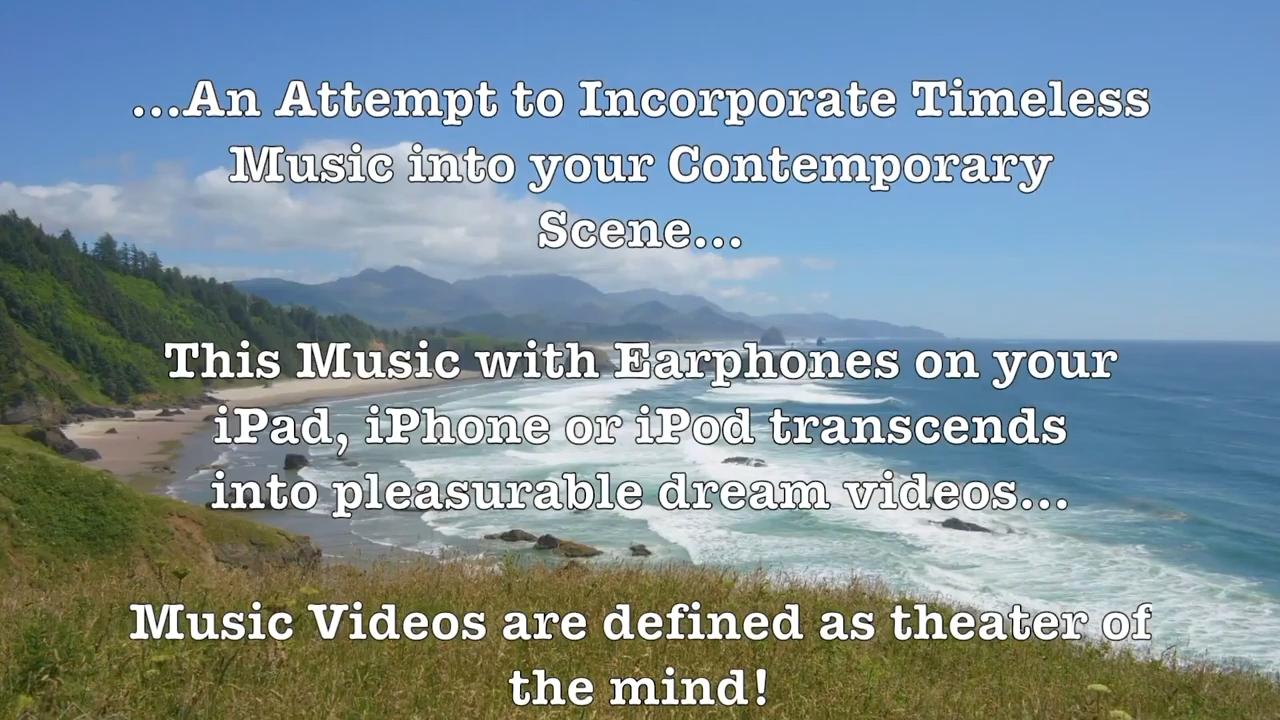 ...An Attempt to Incorporate Timeless
Music into your Contemporary
Scene...
This Music with Earphones on your
iPad, iPhone or iPod transcends
into pleasurable dream videos...
Music Videos are defined as theater of
the mind!